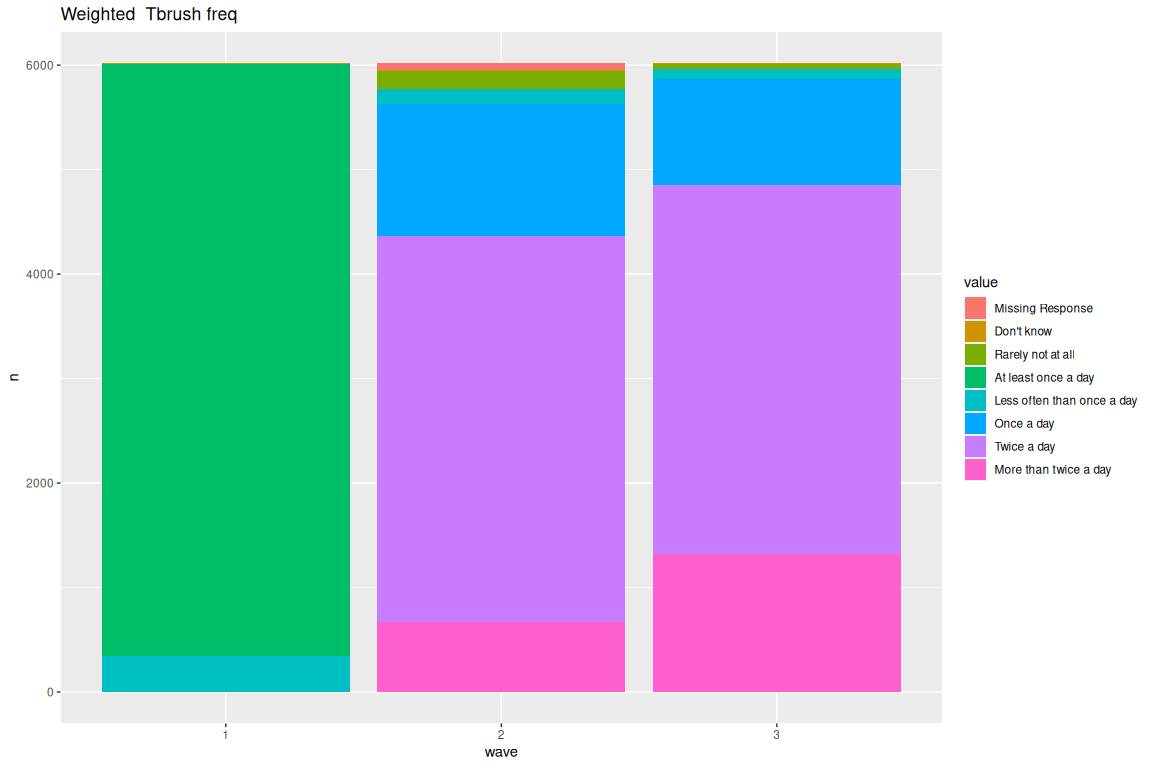 Weighted  Tbrush freq
6000
4000
2000
0
n
1
2
3
wave
value
Missing Response
Don't know
Rarely not at all
At least once a day
Less often than once a day
Once a day
Twice a day
More than twice a day